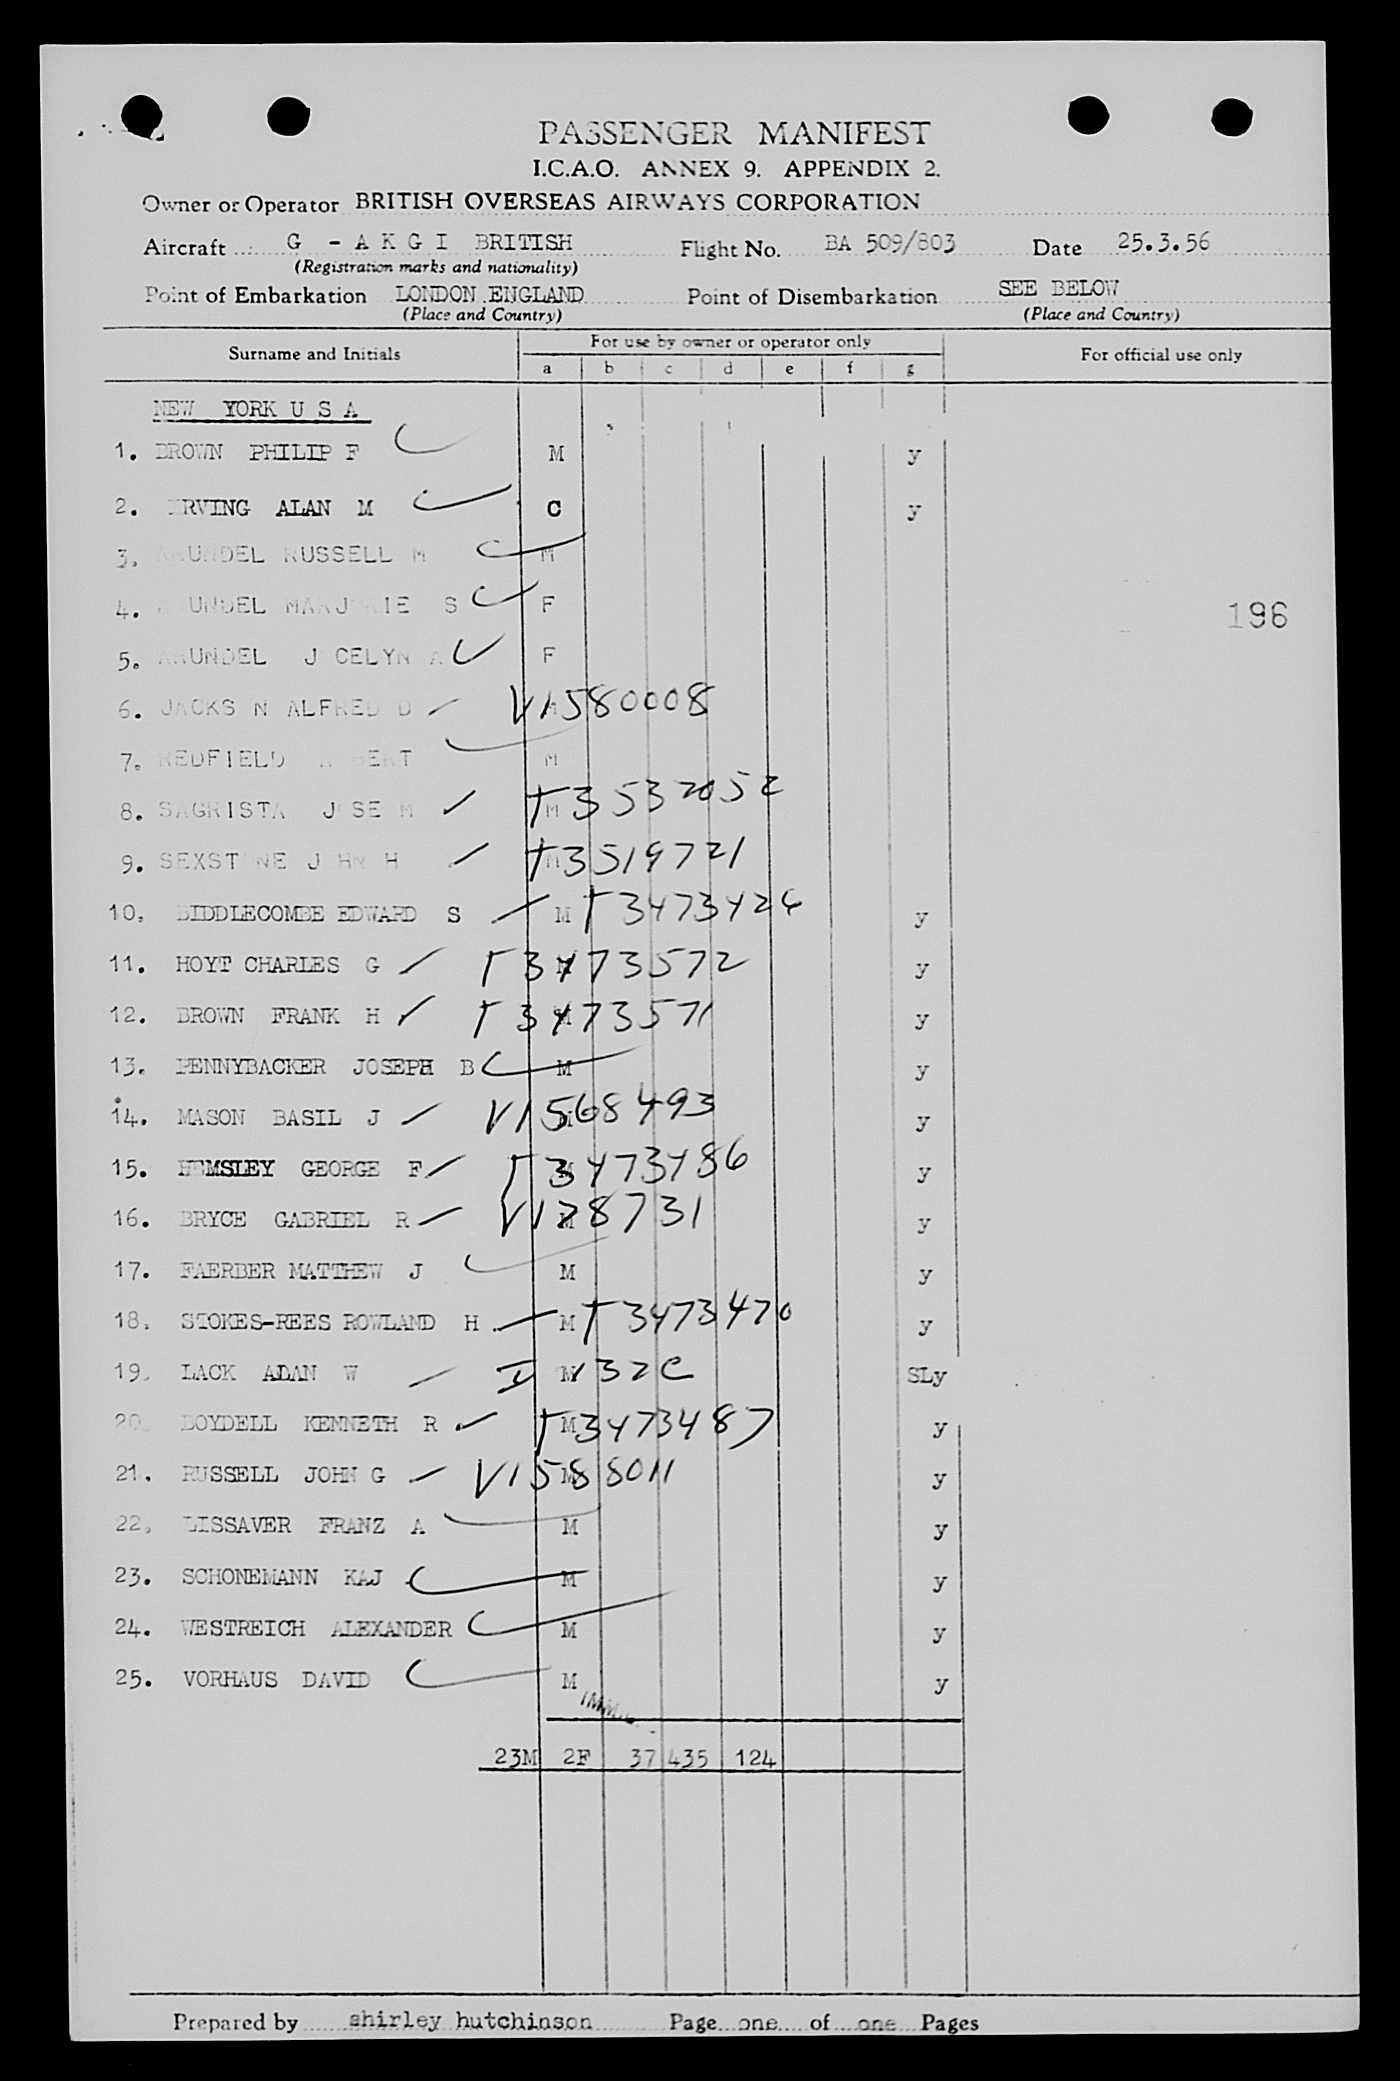 PASSENGER MANIFEST
I.C.A.O. ANNEX 9. APPENDIX 2.
Owner or Operator BRITISH OVERSEAS AIRWAYS CORPORATION
Aircraft G - A K G I BRITISH Flight No. BA 509/803 Date 25.3.56
(Registration marks and nationality)
Point of Embarkation LONDON ENGLAND Point of Disembarkation SEE BELOW
(Place and Country) (Place and Country)
Surname and Initials For use by owner or operator only For official use only
a b c d e f g
NEW YORK U S A
1. BROWN PHILIP F M y
2. IRVING ALAN M C y
3. ARUNDEL RUSSELL M M
4. ARUNDEL MARJORIE S F
196
5. ARUNDEL JOCELYN A F
6. JACKSON ALFRED D M V1580008
7. REDFIELD ROBERT M
8. SAGRISTA JOSE M M T3532052
9. SEXSTONE JOHN H M T3519721
10. BIDDLECOMBE EDWARD S M T3473426 y
11. HOYT CHARLES G M T3473572 y
12. BROWN FRANK H M T3473571 y
13. PENNYBACKER JOSEPH B M y
14. MASON BASIL J M V1568493 y
15. HEMSLEY GEORGE F M T3473486 y
16. BRYCE GABRIEL R M V1728731 y
17. FAERBER MATTHEW J M y
18. STOKES-REES ROWLAND H M T3473470 y
19. LACK ADAN W M I 132C SLy
20. BOYDELL KENNETH R M T3473487 y
21. RUSSELL JOHN G M V1588011 y
22. LISSAVER FRANZ A M y
23. SCHONEMANN KAJ M y
24. WESTREICH ALEXANDER M y
25. VORHAUS DAVID M y
23M 2F 37 435 124
Prepared by shirley hutchinson Page one of one Pages